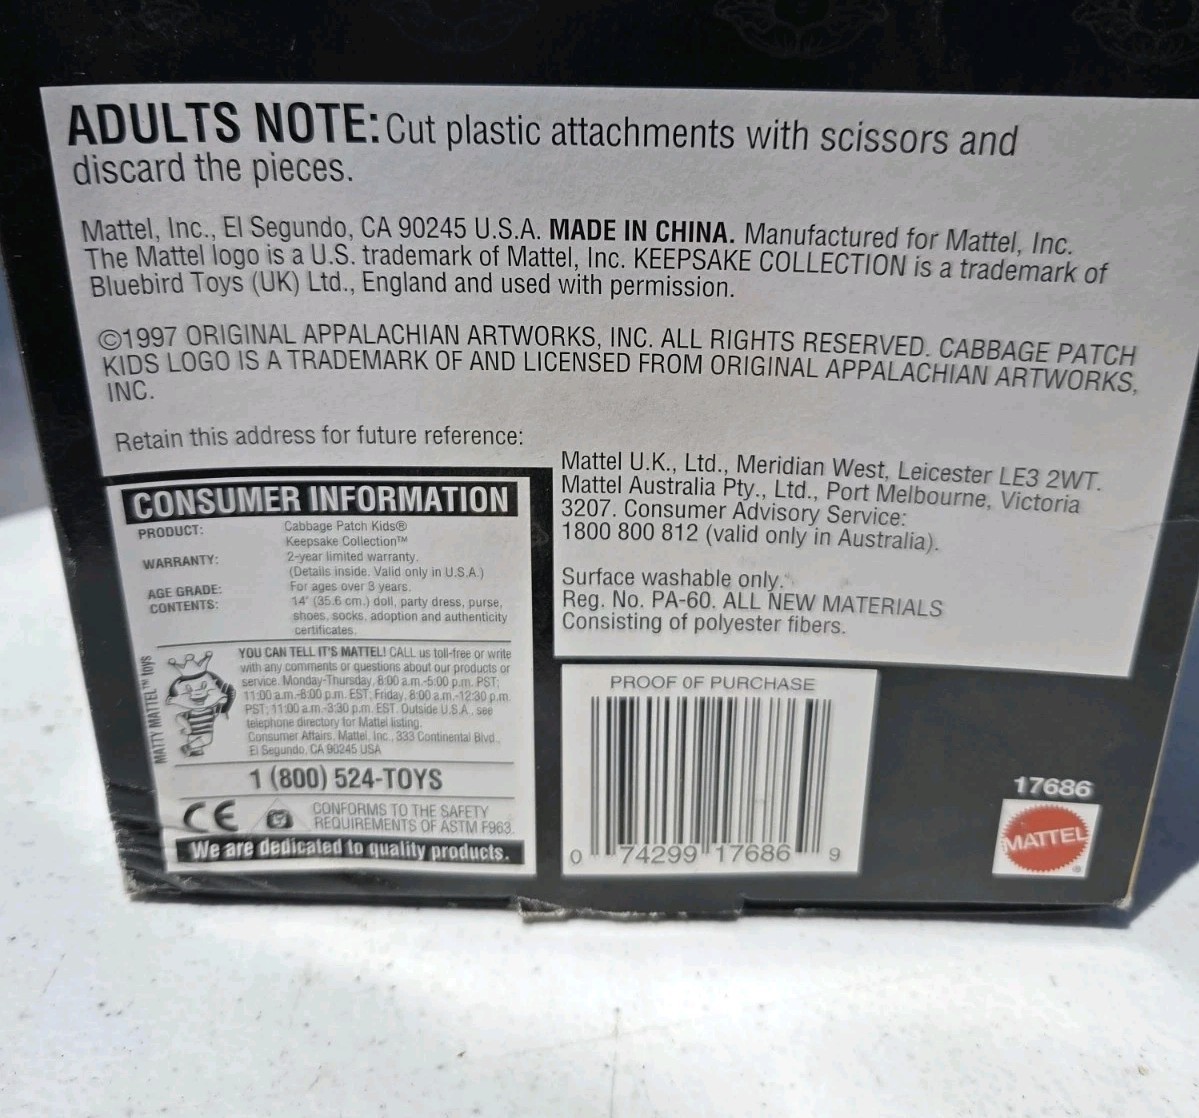 ADULTS NOTE: Cut plastic attachments with scissors and
discard the pieces.
Mattel, Inc., El Segundo, CA 90245 U.S.A. MADE IN CHINA. Manufactured for Mattel, Inc.
The Mattel logo is a U.S. trademark of Mattel, Inc. KEEPSAKE COLLECTION is a trademark of
Bluebird Toys (UK) Ltd., England and used with permission.
©1997 ORIGINAL APPALACHIAN ARTWORKS, INC. ALL RIGHTS RESERVED. CABBAGE PATCH
KIDS LOGO IS A TRADEMARK OF AND LICENSED FROM ORIGINAL APPALACHIAN ARTWORKS,
INC.
Retain this address for future reference:
Mattel U.K., Ltd., Meridian West, Leicester LE3 2WT.
Mattel Australia Pty., Ltd., Port Melbourne, Victoria
3207. Consumer Advisory Service:
1800 800 812 (valid only in Australia).
Surface washable only.
Reg. No. PA-60. ALL NEW MATERIALS
Consisting of polyester fibers.
CONSUMER INFORMATION
PRODUCT: Cabbage Patch Kids®
Keepsake Collection™
WARRANTY: 2-year limited warranty.
(Details inside. Valid only in U.S.A.)
AGE GRADE: For ages over 3 years.
CONTENTS: 14" (35.6 cm.) doll, party dress, purse,
shoes, socks, adoption and authenticity
certificates.
MATTY MATTEL™ toys
YOU CAN TELL IT'S MATTEL! CALL us toll-free or write
with any comments or questions about our products or
service. Monday-Thursday, 8:00 a.m.-5:00 p.m. PST;
11:00 a.m.-8:00 p.m. EST; Friday, 8:00 a.m.-12:30 p.m.
PST; 11:00 a.m.-3:30 p.m. EST. Outside U.S.A., see
telephone directory for Mattel listing.
Consumer Affairs, Mattel, Inc., 333 Continental Blvd.,
El Segundo, CA 90245 USA
1 (800) 524-TOYS
CE
CONFORMS TO THE SAFETY
REQUIREMENTS OF ASTM F963.
We are dedicated to quality products.
PROOF OF PURCHASE
0 74299 17686 9
17686
MATTEL
®